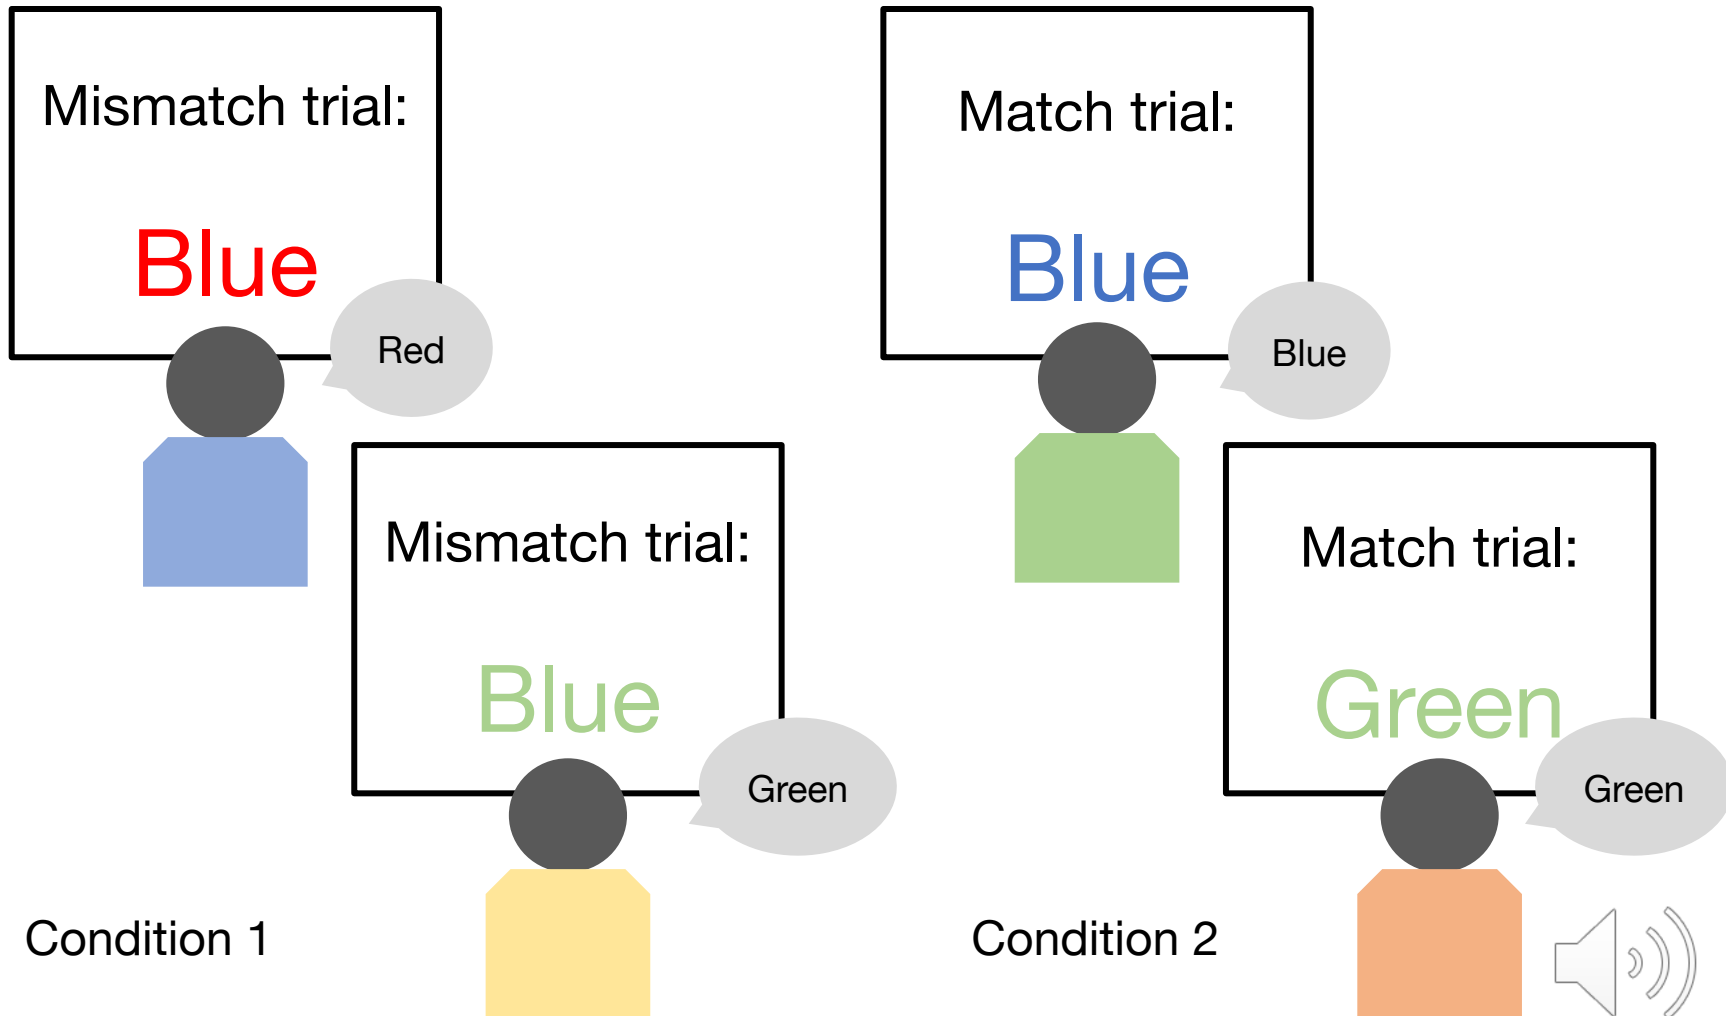 Mismatch trial:
Blue
Red
Mismatch trial:
Blue
Green
Condition 1
Match trial:
Blue
Blue
Match trial:
Green
Green
Condition 2